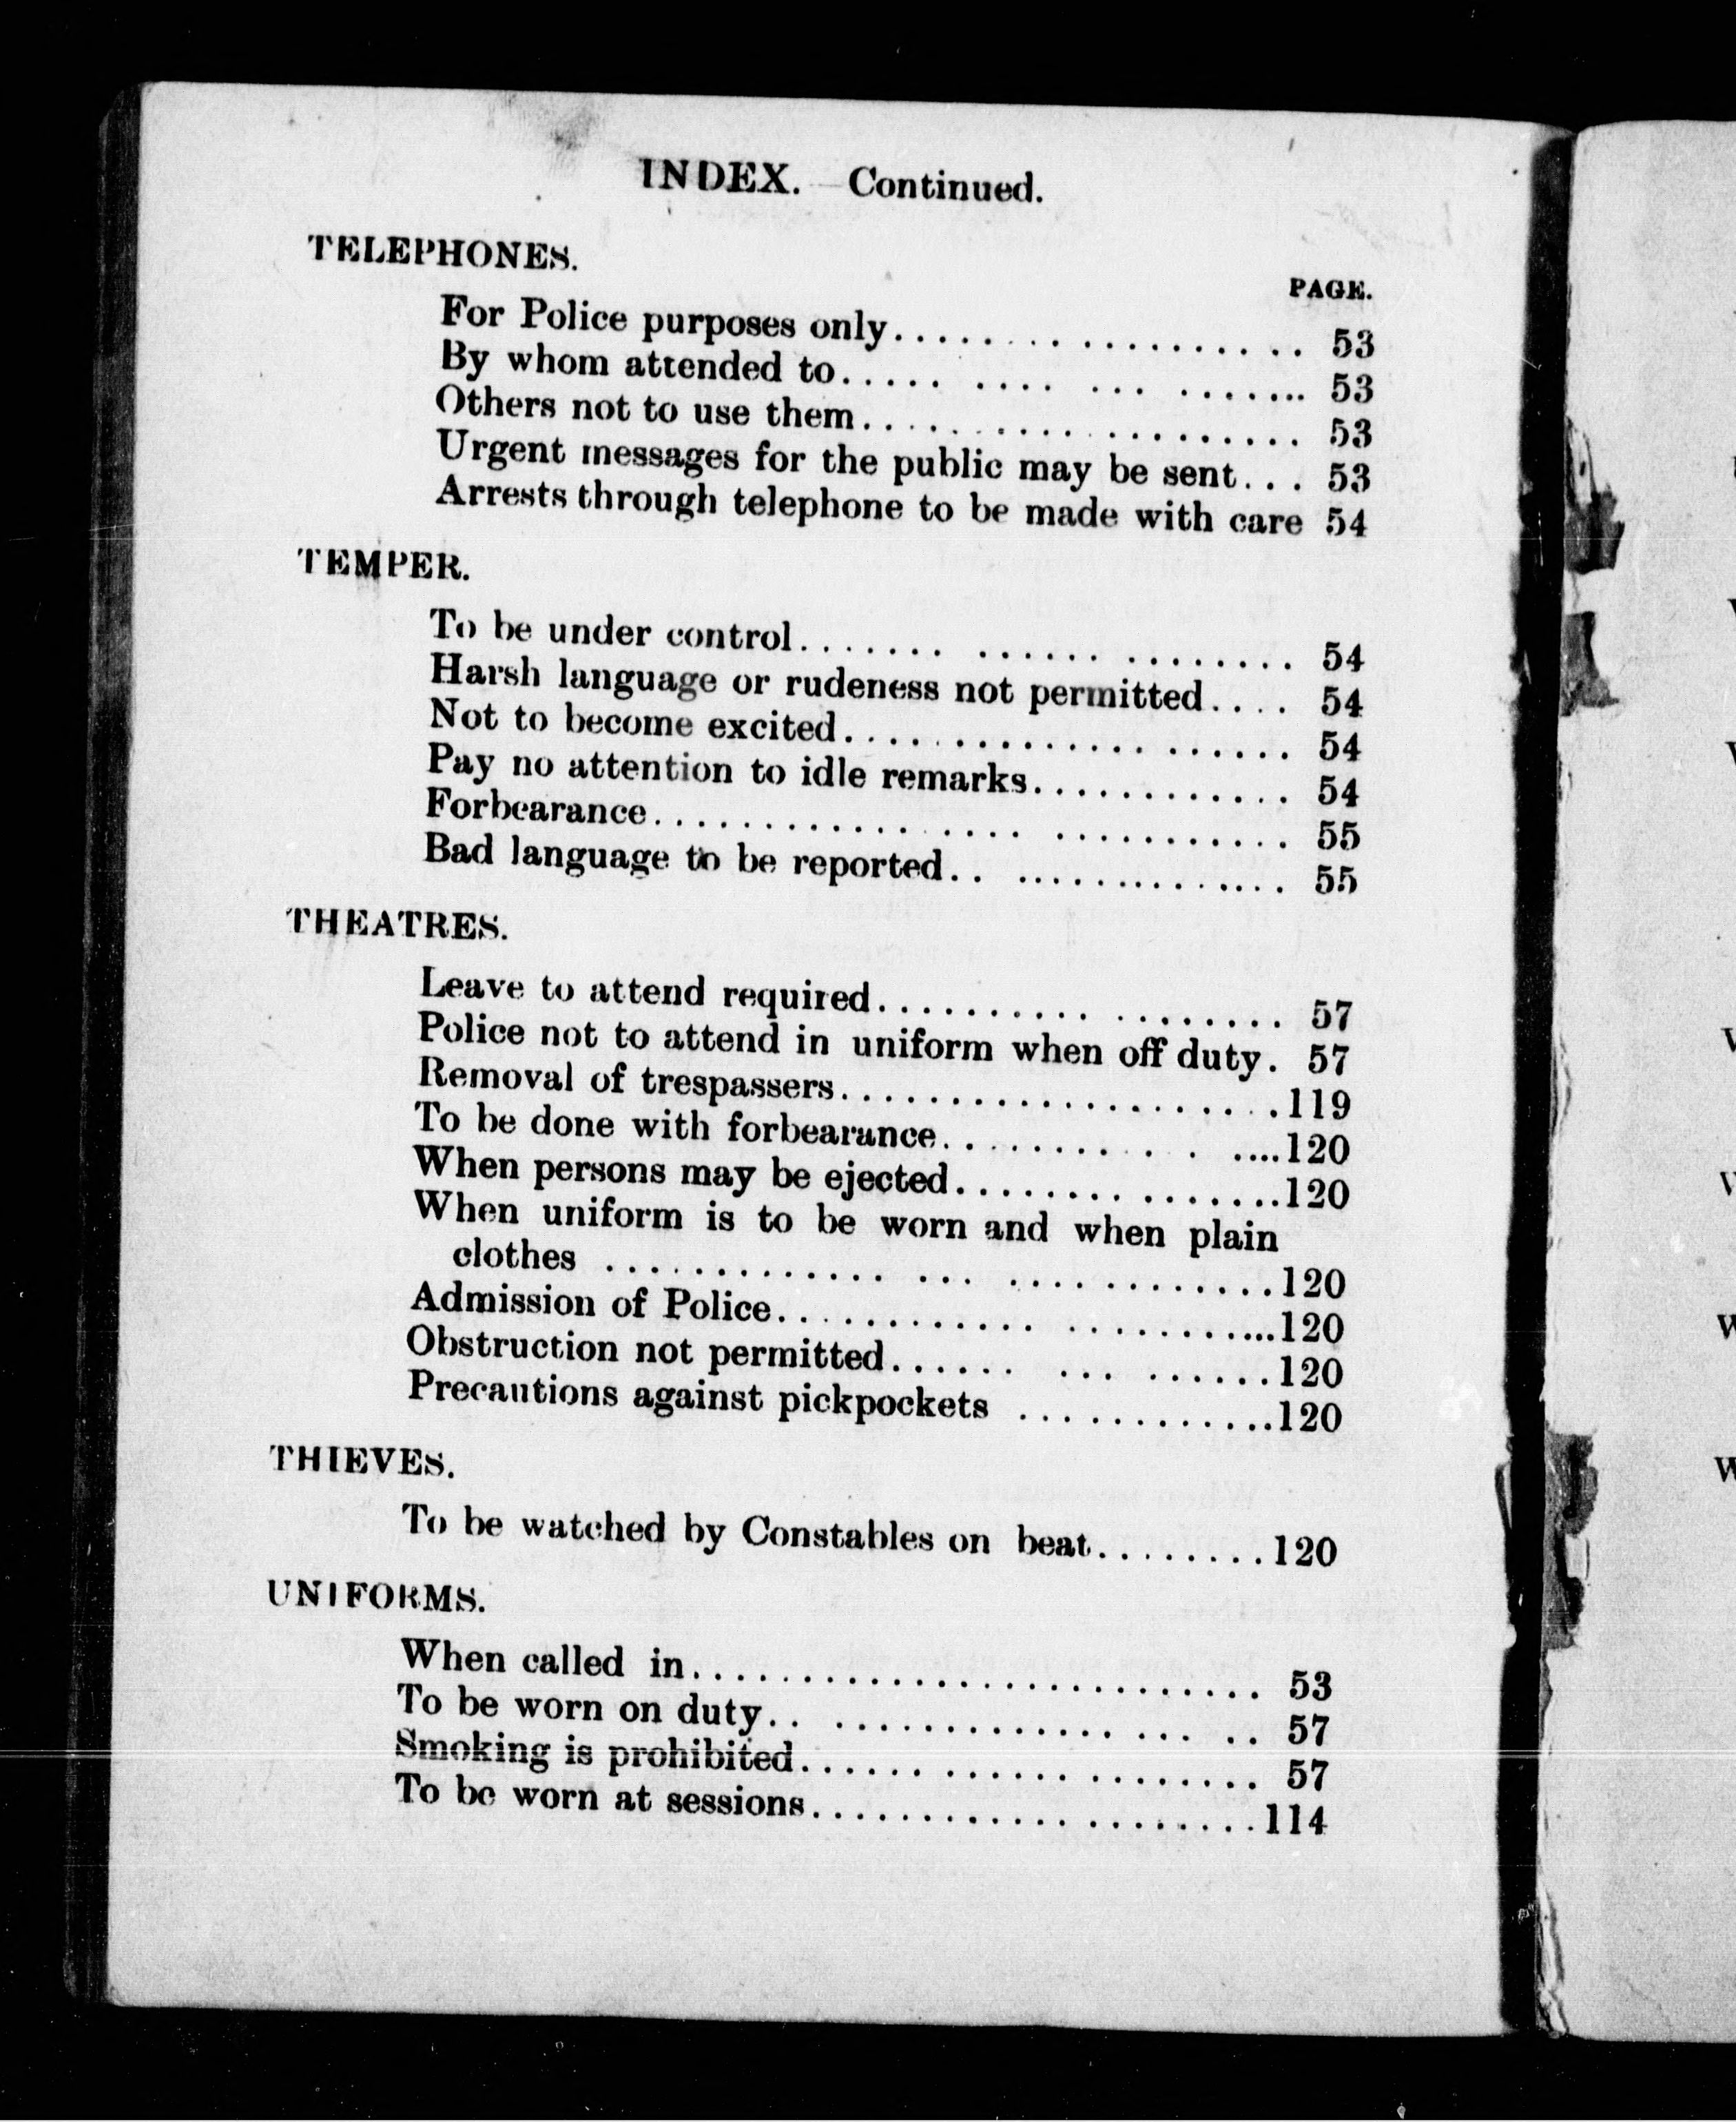 INDEX. Continued.
TELEPHONES.
PAGE.
For Police purposes only.................... 53
By whom attended to..... .... ... ....... 53
Others not to use them.................... 53
Urgent messages for the public may be sent... 53
Arrests through telephone to be made with care 54
TEMPER.
To be under control....... ...... ........ 54
Harsh language or rudeness not permitted.... 54
Not to become excited.................... 54
Pay no attention to idle remarks............ 54
Forbearance................. ........... 55
Bad language to be reported.. ............... 55
THEATRES.
Leave to attend required.......... ........ 57
Police not to attend in uniform when off duty. 57
Removal of trespassers....................119
To be done with forbearance.......... . ....120
When persons may be ejected........ .......120
When uniform is to be worn and when plain
clothes ............. ... ............120
Admission of Police............ ...........120
Obstruction not permitted...... ... ......120
Precautions against pickpockets ............120
THIEVES.
To be watched by Constables on beat........120
UNIFORMS.
When called in.......................... 53
To be worn on duty.. .............. ... .. 57
Smoking is prohibited............ ........ 57
To be worn at sessions............ ........114